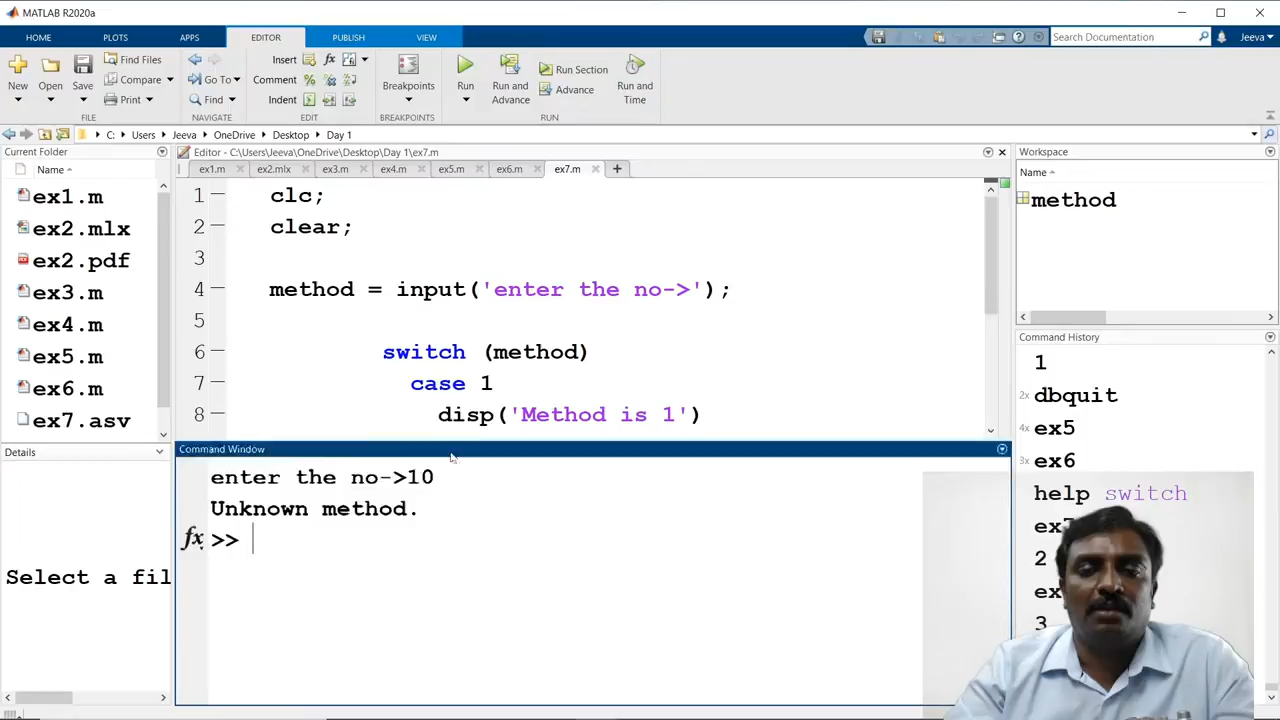 MATLAB R2020a
HOME PLOTS APPS EDITOR PUBLISH VIEW
Search Documentation
Jeeva
New Open Save
Find Files
Compare
Print
FILE
Go To
Find
NAVIGATE
Insert
Comment
Indent
EDIT
Breakpoints
BREAKPOINTS
Run
Run and Advance
Run Section
Advance
Run and Time
RUN
C: Users Jeeva OneDrive Desktop Day 1
Current Folder
Name
ex1.m
ex2.mlx
ex2.pdf
ex3.m
ex4.m
ex5.m
ex6.m
ex7.asv
Details
Select a fil
Editor - C:\Users\Jeeva\OneDrive\Desktop\Day 1\ex7.m
ex1.m ex2.mlx ex3.m ex4.m ex5.m ex6.m ex7.m
1 clc;
2 clear;
3
4 method = input('enter the no->');
5
6 switch (method)
7 case 1
8 disp('Method is 1')
Command Window
enter the no->10
Unknown method.
fx >>
Workspace
Name
method
Command History
1
2x dbquit
4x ex5
3x ex6
help switch
2
3